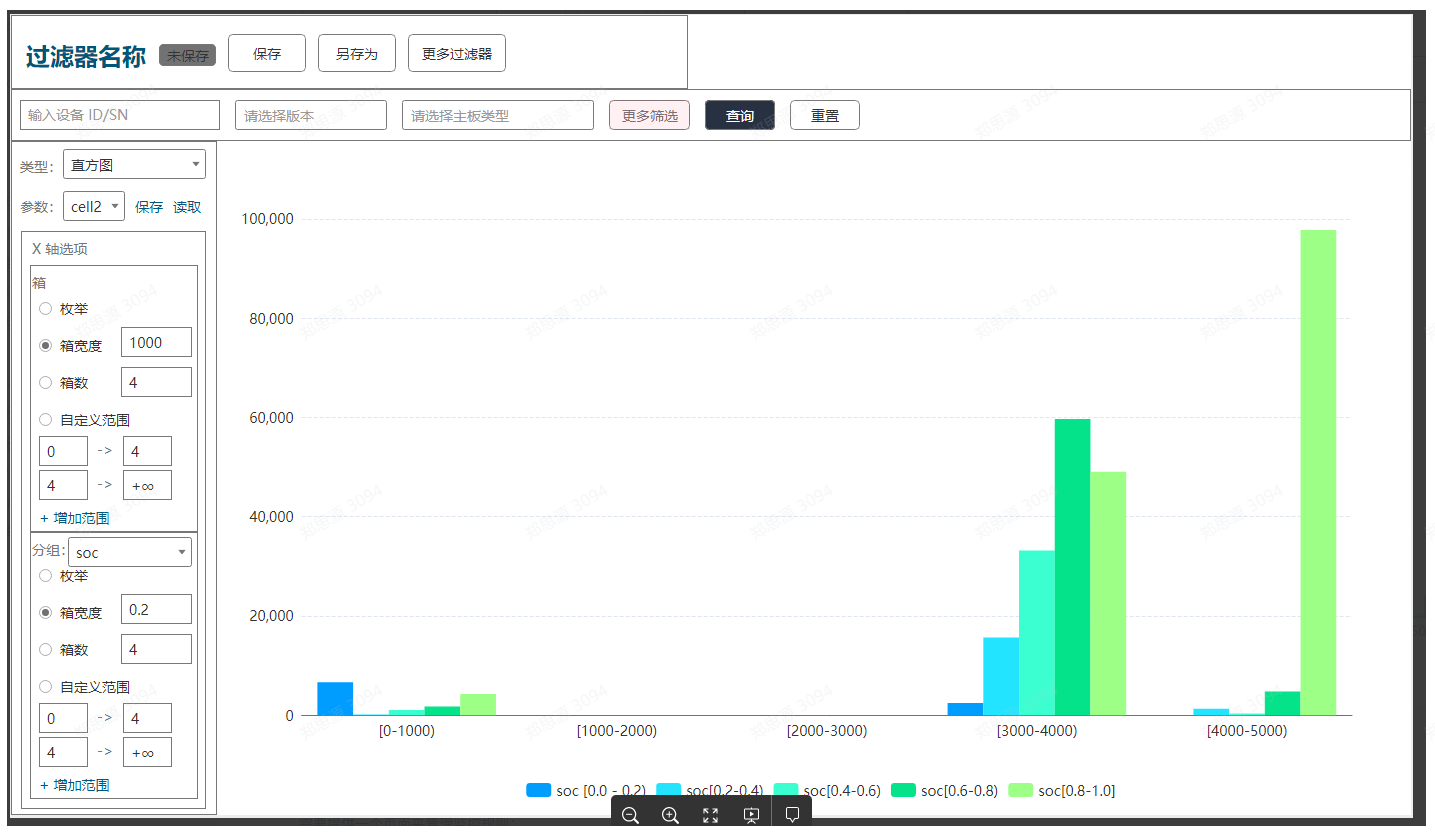 过滤器名称 未保存 保存 另存为 更多过滤器
输入设备 ID/SN 请选择版本 请选择主板类型 更多筛选 查询 重置
类型: 直方图
参数: cell2 保存 读取
X 轴选项
箱
枚举
箱宽度 1000
箱数 4
自定义范围
0 -> 4
4 -> +∞
+ 增加范围
分组: soc
枚举
箱宽度 0.2
箱数 4
自定义范围
0 -> 4
4 -> +∞
+ 增加范围
100,000
80,000
60,000
40,000
20,000
0
[0-1000) [1000-2000) [2000-3000) [3000-4000) [4000-5000)
soc [0.0 - 0.2) soc[0.2-0.4) soc[0.4-0.6) soc[0.6-0.8) soc[0.8-1.0]
郑思源 3094